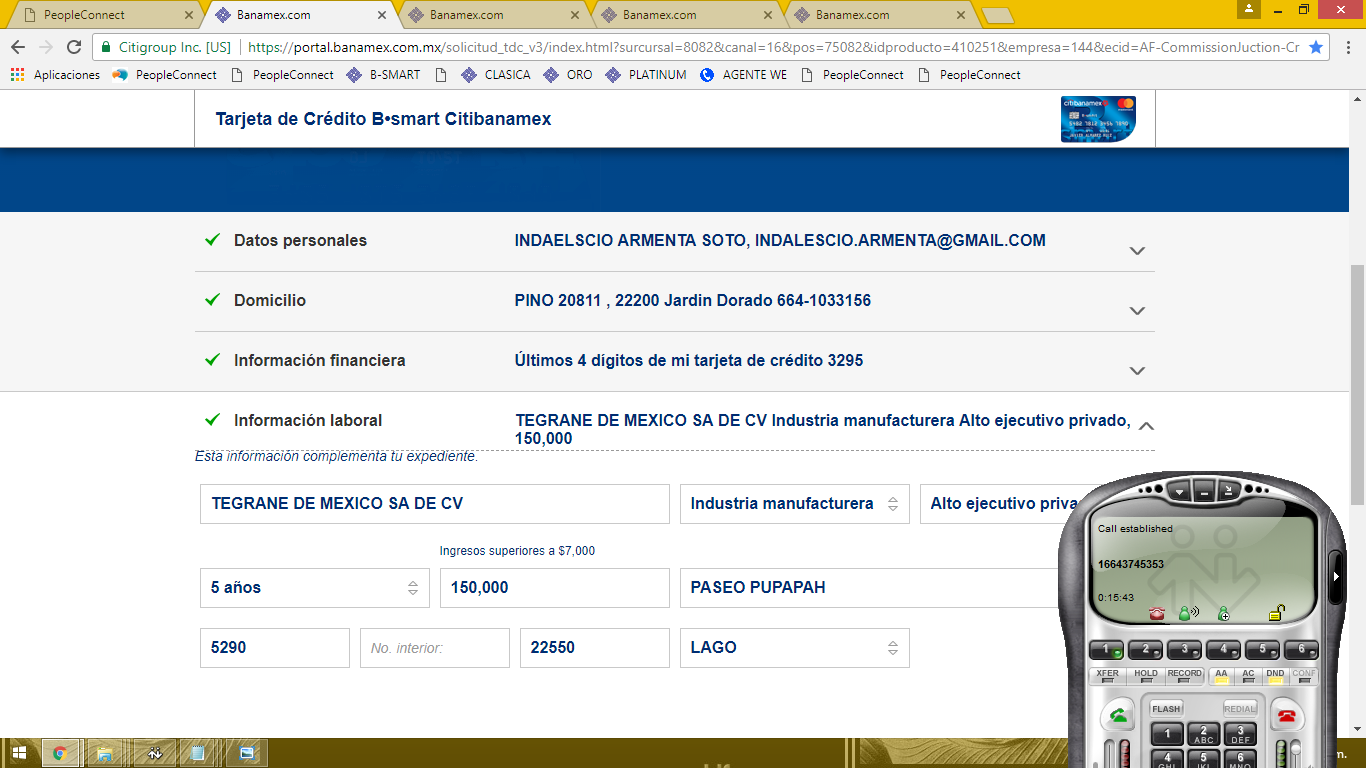 PeopleConnect
Banamex.com
Banamex.com
Banamex.com
Banamex.com
Citigroup Inc. [US]
https://portal.banamex.com.mx/solicitud_tdc_v3/index.html?surcursal=8082&canal=16&pos=75082&idproducto=410251&empresa=144&ecid=AF-CommissionJuction-Cr
Aplicaciones
PeopleConnect
PeopleConnect
B-SMART
CLASICA
ORO
PLATINUM
AGENTE WE
PeopleConnect
PeopleConnect
Tarjeta de Crédito B•smart Citibanamex
citibanamex
Datos personales
INDAELSCIO ARMENTA SOTO, INDALESCIO.ARMENTA@GMAIL.COM
Domicilio
PINO 20811 , 22200 Jardin Dorado 664-1033156
Información financiera
Últimos 4 dígitos de mi tarjeta de crédito 3295
Información laboral
TEGRANE DE MEXICO SA DE CV Industria manufacturera Alto ejecutivo privado,
150,000
Esta información complementa tu expediente.
TEGRANE DE MEXICO SA DE CV
Industria manufacturera
Alto ejecutivo priva
Ingresos superiores a $7,000
5 años
150,000
PASEO PUPAPAH
5290
No. interior:
22550
LAGO
Call established
16643745353
0:15:43
1 2 3 4 5 6
XFER HOLD RECORD AA AC DND CONF
FLASH REDIAL
1 2 3
ABC DEF
4 5 6
m.